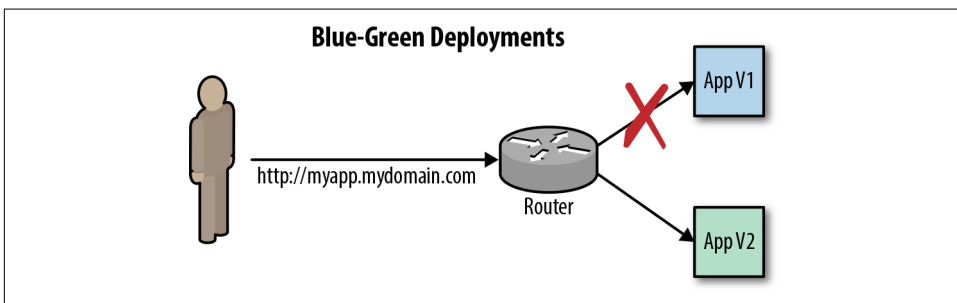 Blue-Green Deployments
App V1
http://myapp.mydomain.com
Router
App V2